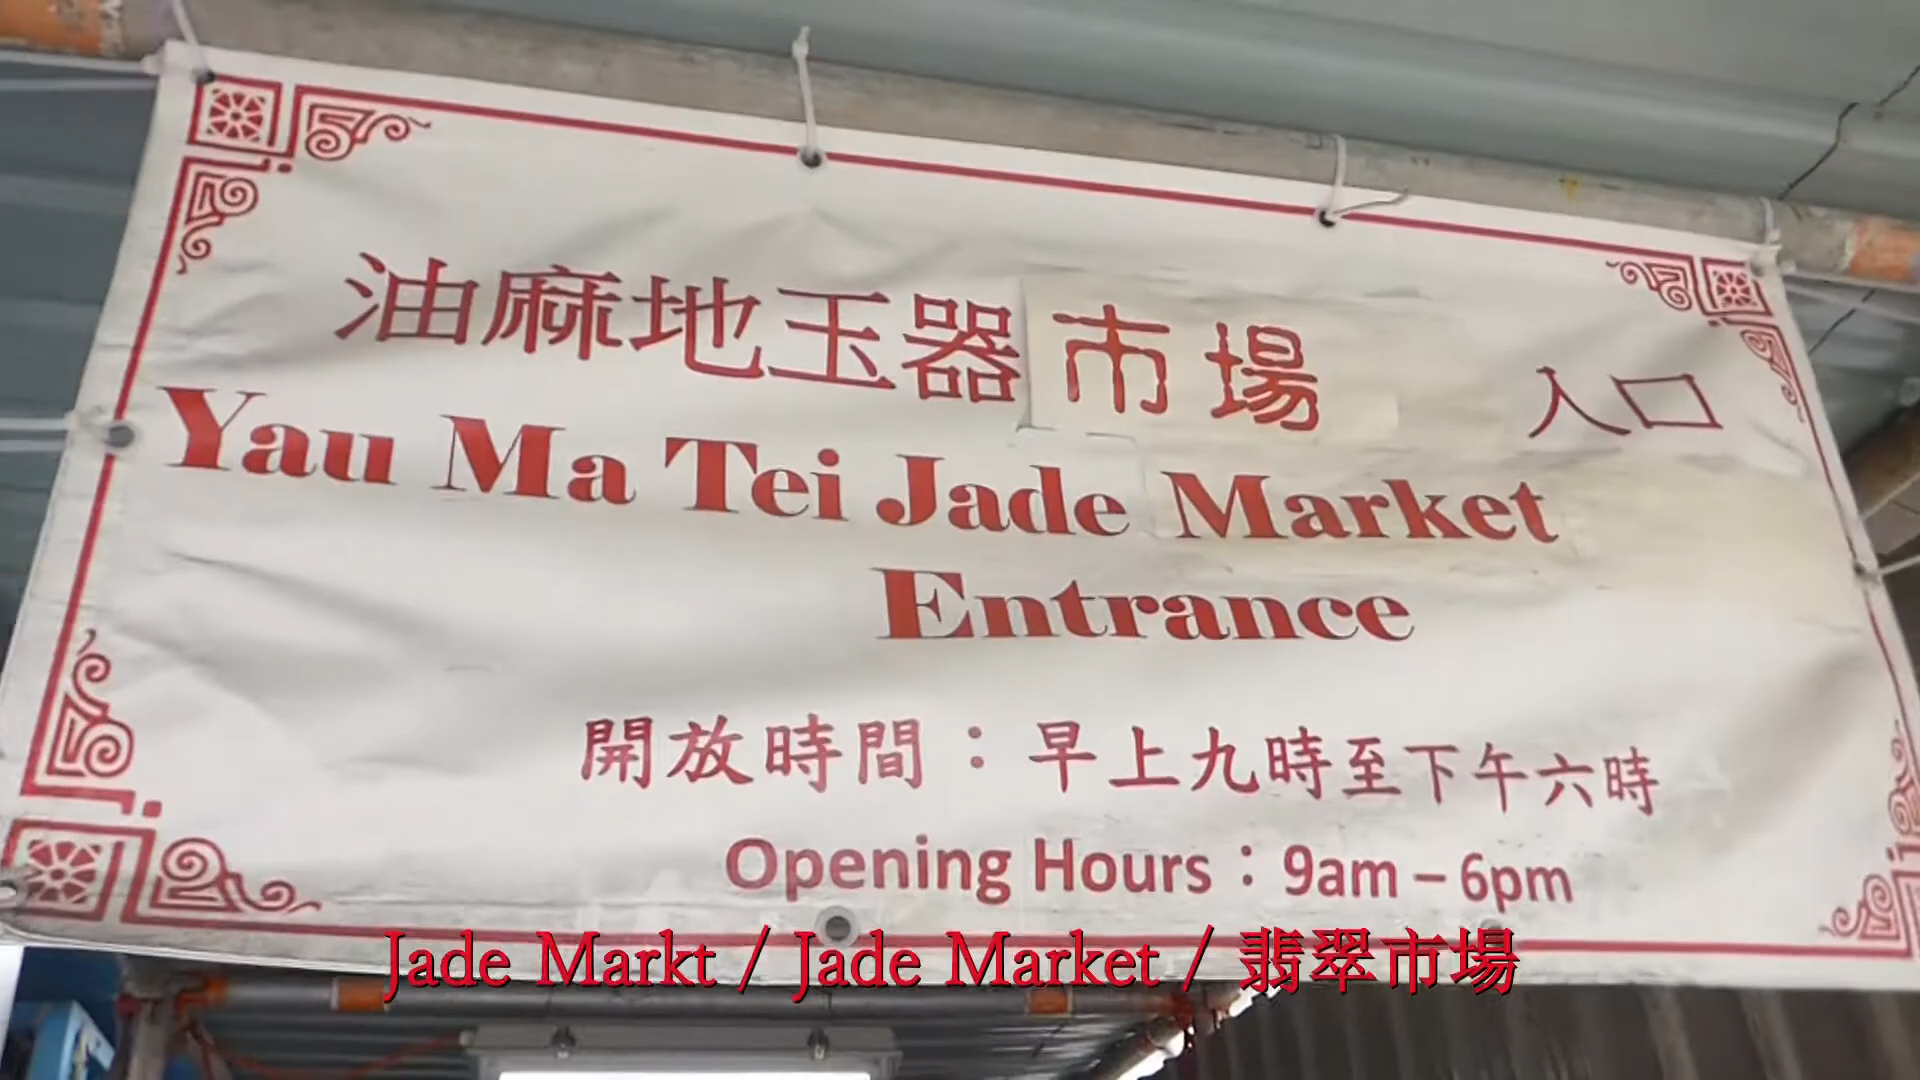 油麻地玉器市場 入口
Yau Ma Tei Jade Market
Entrance
開放時間：早上九時至下午六時
Opening Hours：9am – 6pm
Jade Markt / Jade Market / 翡翠市場